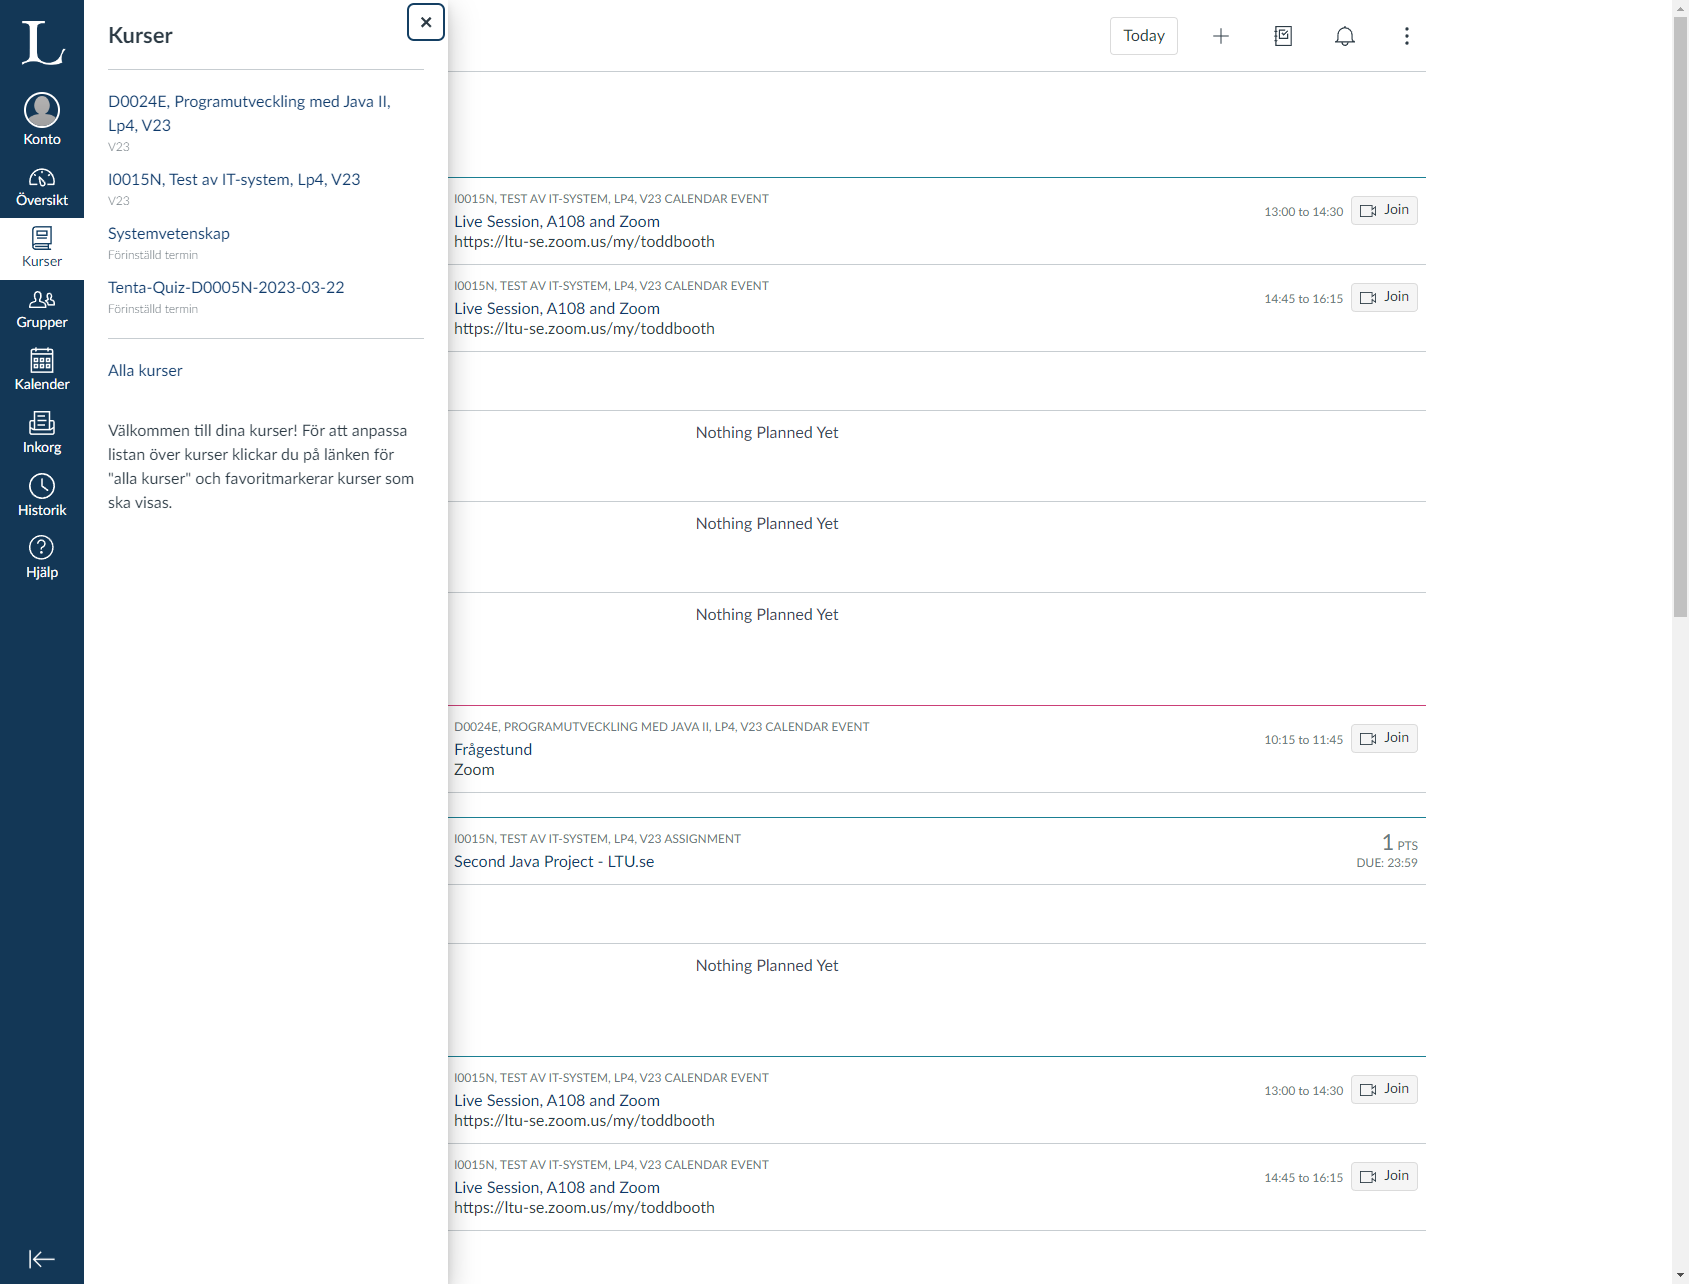 L
Konto
Översikt
Kurser
Grupper
Kalender
Inkorg
Historik
Hjälp
Kurser
D0024E, Programutveckling med Java II,
Lp4, V23
V23
I0015N, Test av IT-system, Lp4, V23
V23
Systemvetenskap
Förinställd termin
Tenta-Quiz-D0005N-2023-03-22
Förinställd termin
Alla kurser
Välkommen till dina kurser! För att anpassa
listan över kurser klickar du på länken för
"alla kurser" och favoritmarkerar kurser som
ska visas.
Today
I0015N, TEST AV IT-SYSTEM, LP4, V23 CALENDAR EVENT
Live Session, A108 and Zoom
https://ltu-se.zoom.us/my/toddbooth
13:00 to 14:30 Join
I0015N, TEST AV IT-SYSTEM, LP4, V23 CALENDAR EVENT
Live Session, A108 and Zoom
https://ltu-se.zoom.us/my/toddbooth
14:45 to 16:15 Join
Nothing Planned Yet
Nothing Planned Yet
Nothing Planned Yet
D0024E, PROGRAMUTVECKLING MED JAVA II, LP4, V23 CALENDAR EVENT
Frågestund
Zoom
10:15 to 11:45 Join
I0015N, TEST AV IT-SYSTEM, LP4, V23 ASSIGNMENT
Second Java Project - LTU.se
1 PTS
DUE: 23:59
Nothing Planned Yet
I0015N, TEST AV IT-SYSTEM, LP4, V23 CALENDAR EVENT
Live Session, A108 and Zoom
https://ltu-se.zoom.us/my/toddbooth
13:00 to 14:30 Join
I0015N, TEST AV IT-SYSTEM, LP4, V23 CALENDAR EVENT
Live Session, A108 and Zoom
https://ltu-se.zoom.us/my/toddbooth
14:45 to 16:15 Join